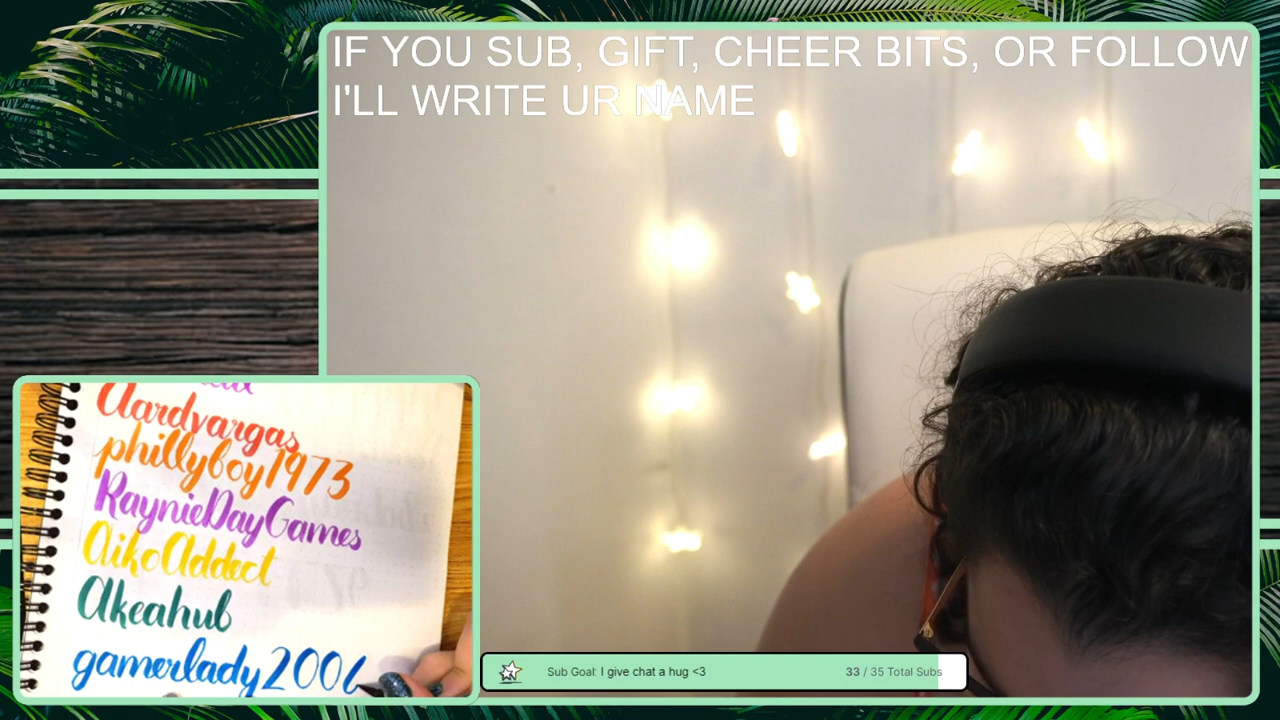 IF YOU SUB, GIFT, CHEER BITS, OR FOLLOW
I'LL WRITE UR NAME
Aardvargas
phillyboy1973
RaynieDayGames
AikoAddict
Akeahub
gamerlady2006
Sub Goal: I give chat a hug <3
33 / 35 Total Subs